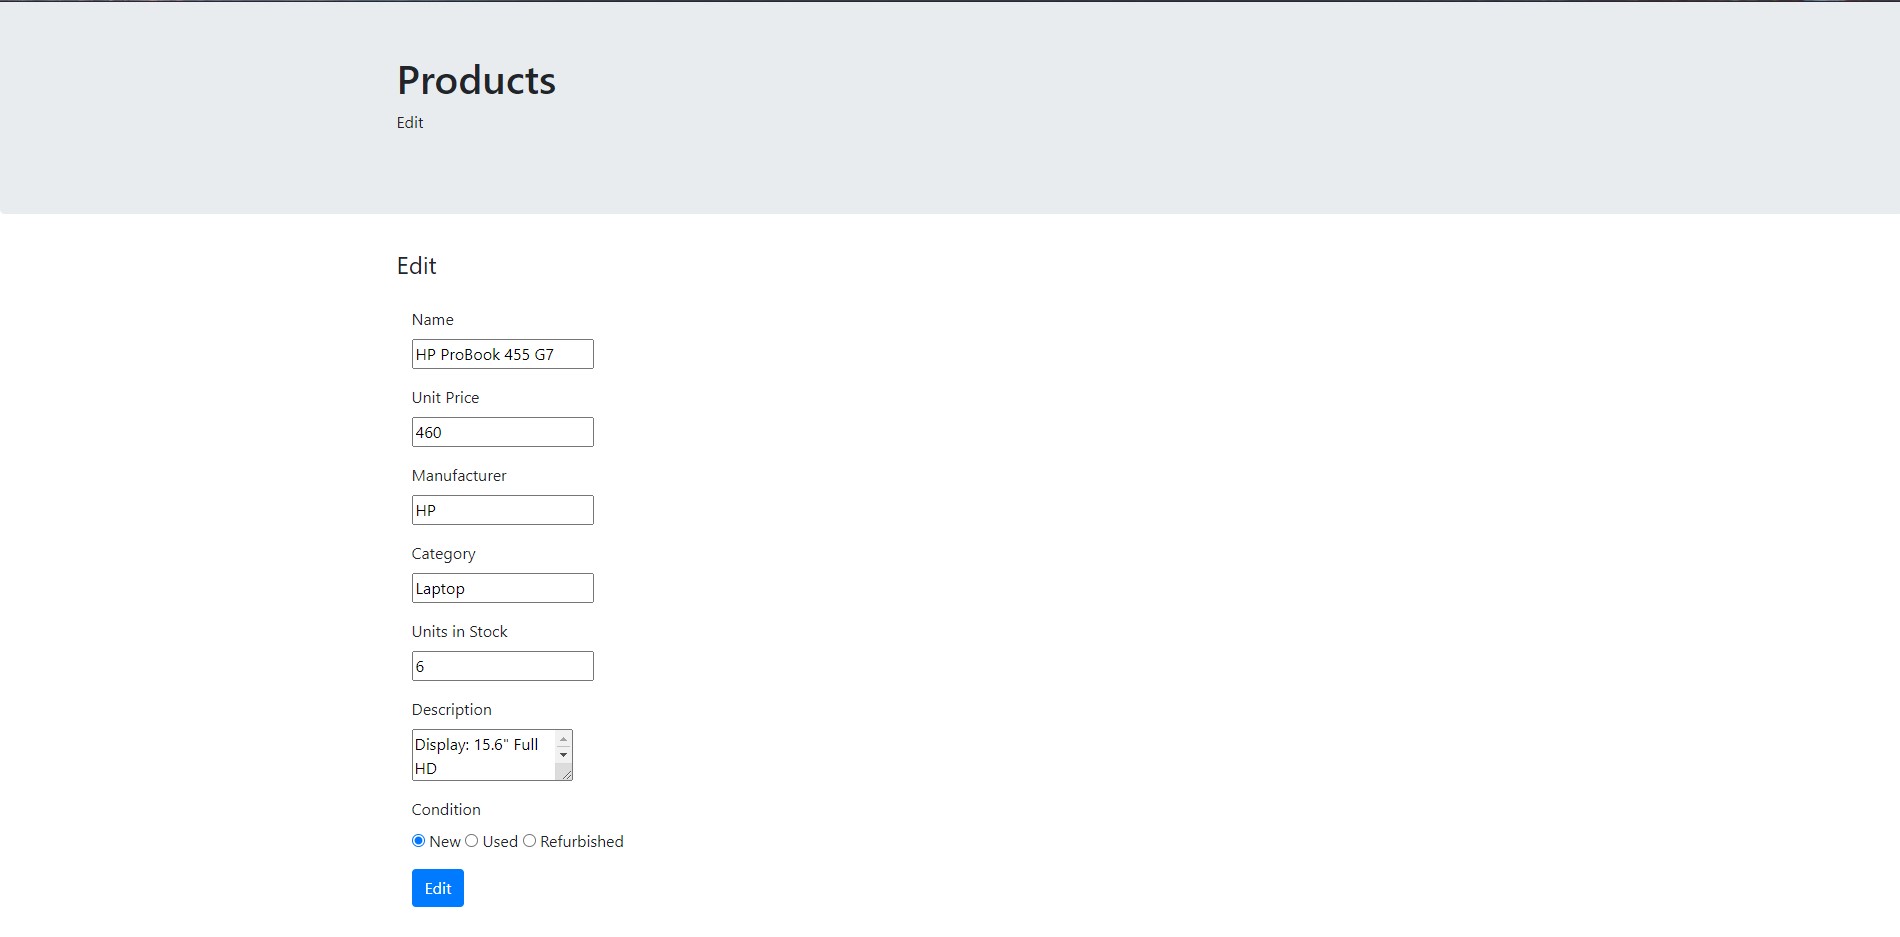 Products
Edit
Edit
Name
HP ProBook 455 G7
Unit Price
460
Manufacturer
HP
Category
Laptop
Units in Stock
6
Description
Display: 15.6" Full
HD
Condition
New Used Refurbished
Edit